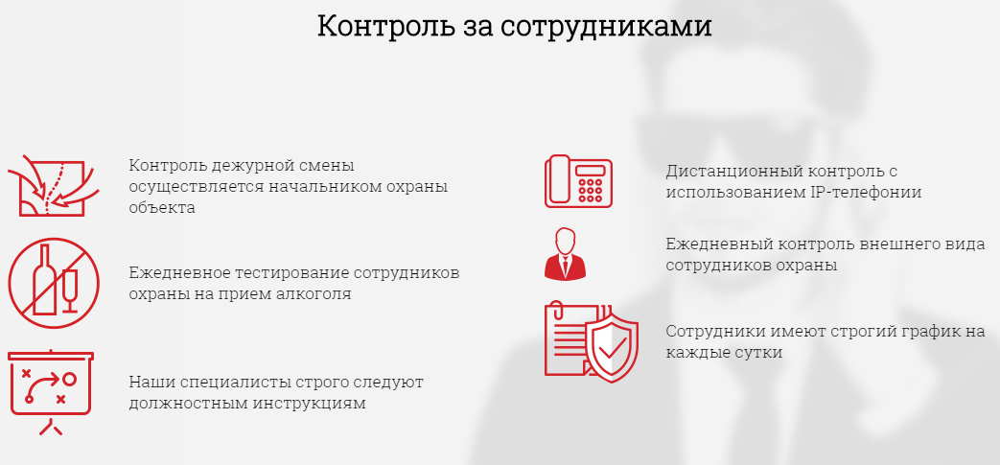 Контроль за сотрудниками
Контроль дежурной смены
осуществляется начальником охраны
объекта
Ежедневное тестирование сотрудников
охраны на прием алкоголя
Наши специалисты строго следуют
должностным инструкциям
Дистанционный контроль с
использованием IP-телефонии
Ежедневный контроль внешнего вида
сотрудников охраны
Сотрудники имеют строгий график на
каждые сутки